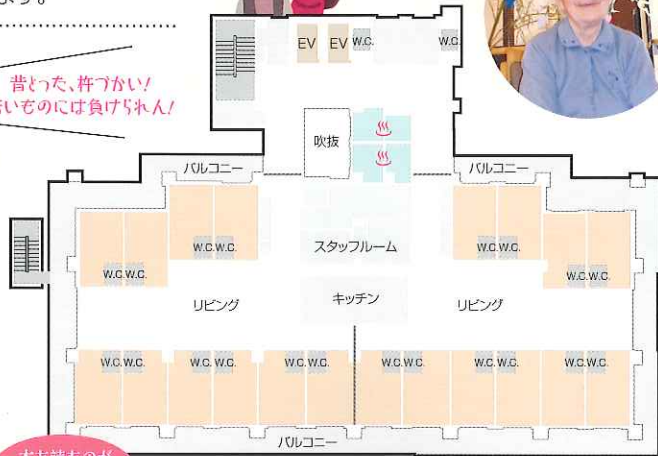 ます。
昔とった、杵づかい!
いものには負けられん!
EV EV W.C. W.C.
吹抜
バルコニー バルコニー
W.C. W.C. W.C. W.C.
スタッフルーム
W.C. W.C. W.C. W.C.
リビング キッチン リビング
W.C. W.C. W.C. W.C. W.C. W.C. W.C. W.C. W.C. W.C. W.C. W.C.
バルコニー